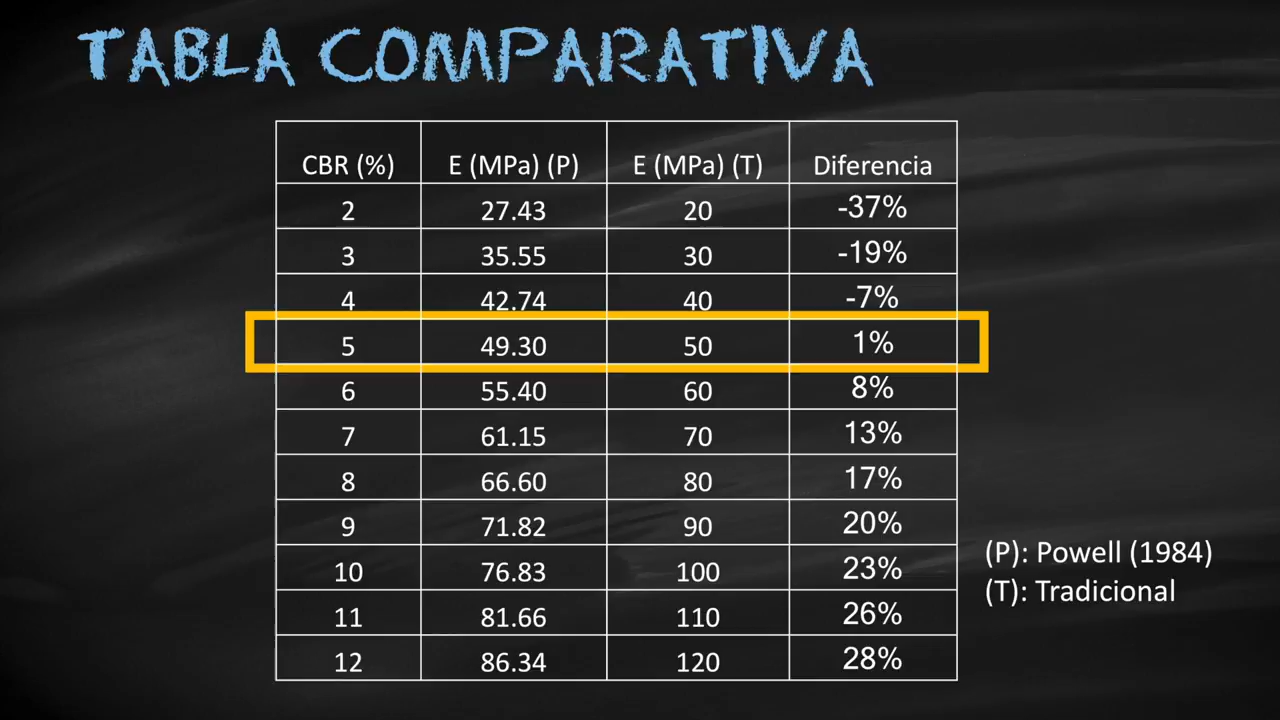 TABLA COMPARATIVA
CBR (%) E (MPa) (P) E (MPa) (T) Diferencia
2 27.43 20 -37%
3 35.55 30 -19%
4 42.74 40 -7%
5 49.30 50 1%
6 55.40 60 8%
7 61.15 70 13%
8 66.60 80 17%
9 71.82 90 20%
10 76.83 100 23%
11 81.66 110 26%
12 86.34 120 28%
(P): Powell (1984)
(T): Tradicional